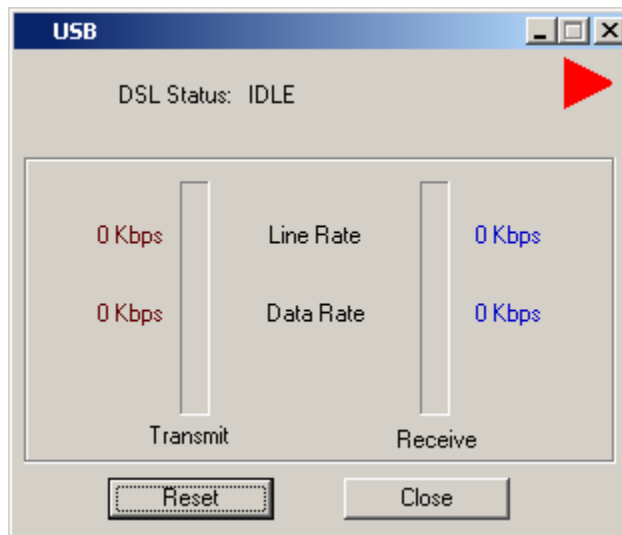 USB
DSL Status: IDLE
0 Kbps Line Rate 0 Kbps
0 Kbps Data Rate 0 Kbps
Transmit Receive
Reset Close